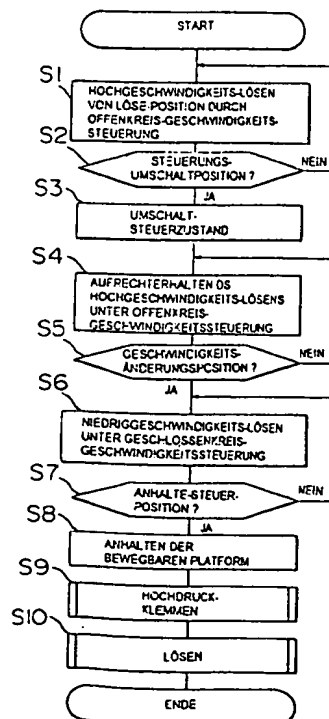 START
S1
HOCHGESCHWINDIGKEITS-LÖSEN
VON LÖSE-POSITION DURCH
OFFENKREIS-GESCHWINDIGKEITS-
STEUERUNG
S2
STEUERUNGS-
UMSCHALTPOSITION ?
NEIN
JA
S3
UMSCHALT-
STEUERZUSTAND
S4
AUFRECHTERHALTEN DS
HOCHGESCHWINDIGKEITS-LÖSENS
UNTER OFFENKREIS-
GESCHWINDIGKEITSSTEUERUNG
S5
GESCHWINDIGKEITS-
ÄNDERUNGSPOSITION ?
NEIN
JA
S6
NIEDRIGGESCHWINDIGKEITS-LÖSEN
UNTER GESCHLOSSENKREIS-
GESCHWINDIGKEITSSTEUERUNG
S7
ANHALTE-STEUER-
POSITION ?
NEIN
JA
S8
ANHALTEN DER
BEWEGBAREN PLATFORM
S9
HOCHDRUCK-
KLEMMEN
S10
LÖSEN
ENDE